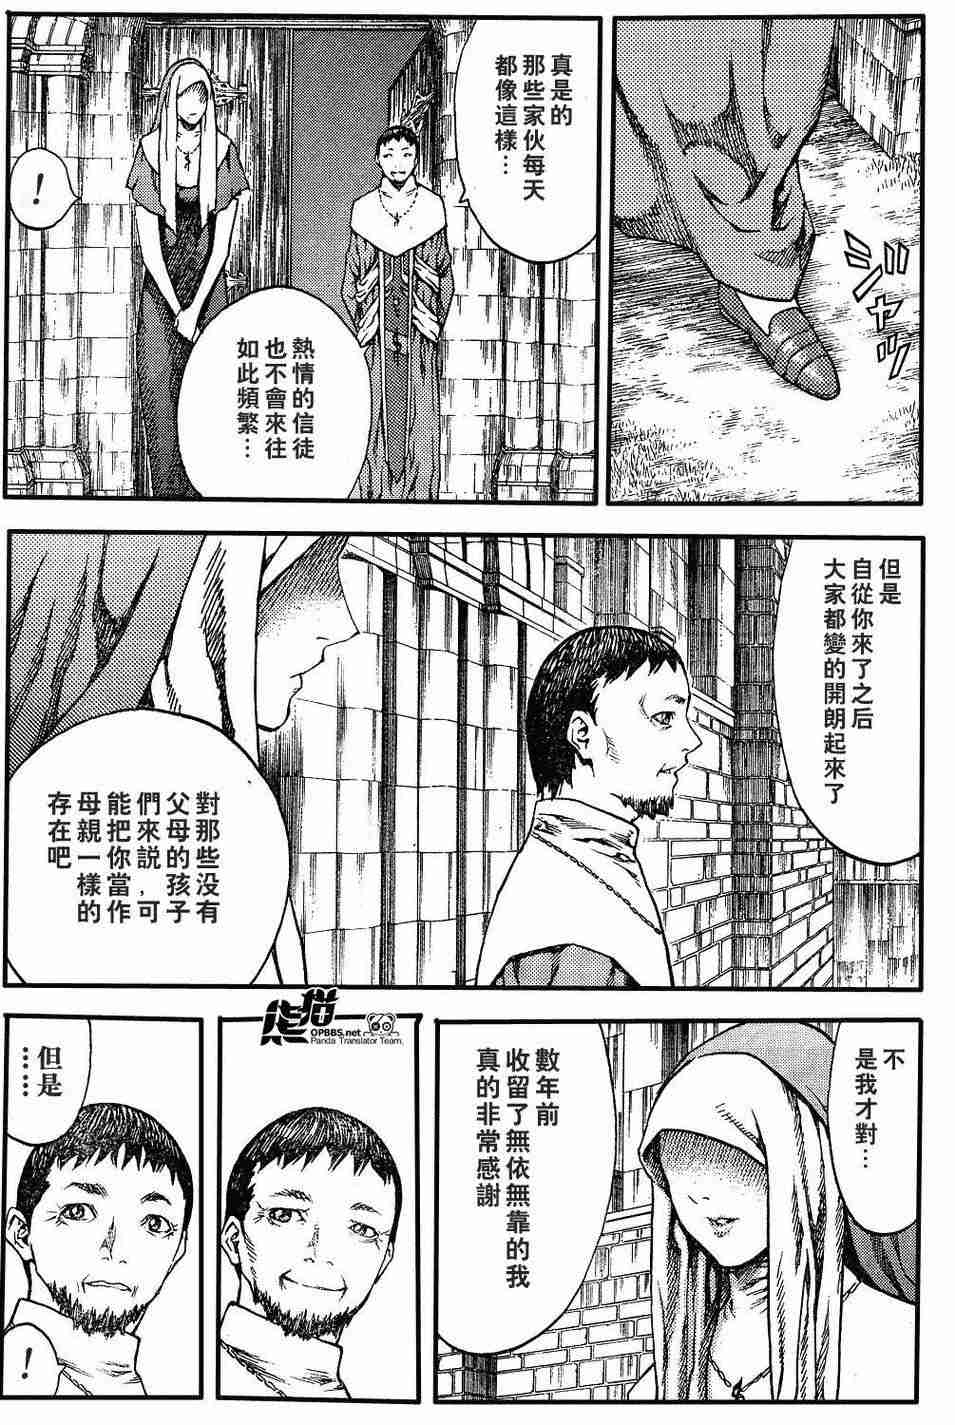 ジャッ
真是的
那些家伙每天
都像這樣…
熱情的信徒
也不會來往
如此頻繁…
！
但是
自從你來了之后
大家都變的開朗起來了
對那些没有
父母的孩子
們來説，可
能把你當作
母親一樣的
存在吧
不
是我才對…
數年前
收留了無依無靠的我
真的非常感謝
熊猫
OPBBS.net
Panda Translator Team.
但是
……
！